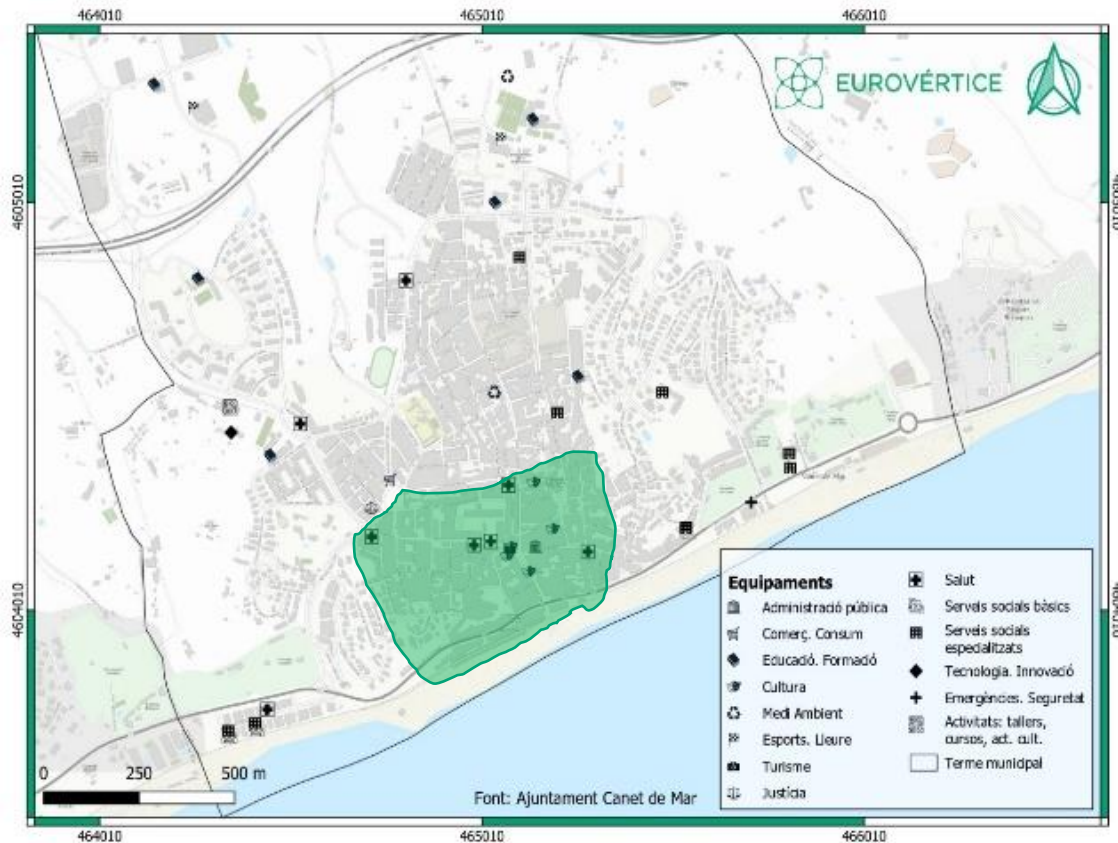 464010
465010
466010
EUROVÉRTICE
4605010
4605010
4604010
4604010
Equipaments
Administració pública
Comerç. Consum
Educació. Formació
Cultura
Medi Ambient
Esports. Lleure
Turisme
Justícia
Salut
Serveis socials bàsics
Serveis socials
especialitzats
Tecnologia. Innovació
Emergències. Seguretat
Activitats: tallers,
cursos, act. cult.
Terme municipal
0 250 500 m
Font: Ajuntament Canet de Mar
464010
465010
466010